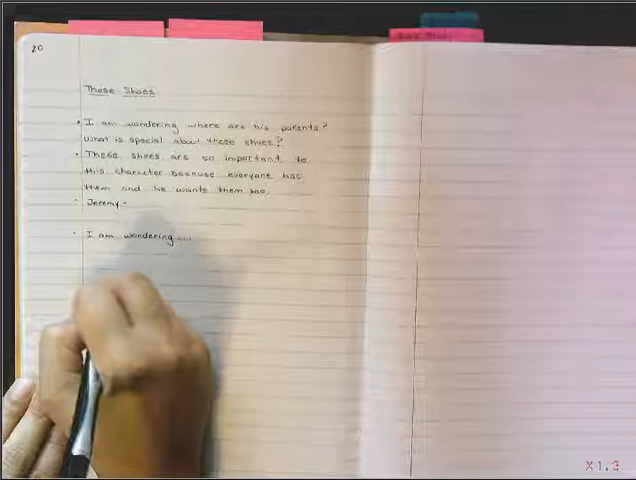 20
Those Shoes
• I am wondering where are his parents?
What is special about these shoes?
• These shoes are so important to
this character because everyone has
them and he wants them too.
• Jeremy-
• I am wondering....
X1.3